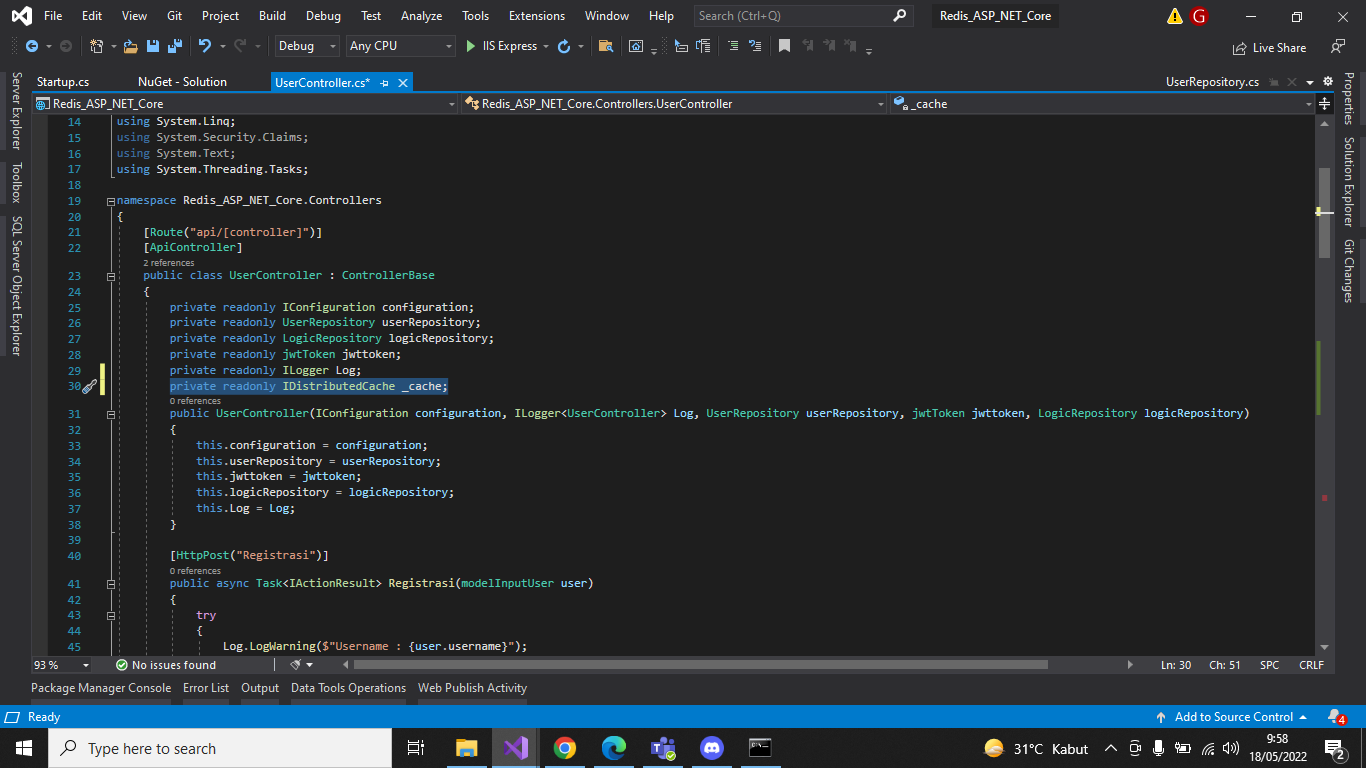 File Edit View Git Project Build Debug Test Analyze Tools Extensions Window Help Search (Ctrl+Q) Redis_ASP_NET_Core G
Debug Any CPU IIS Express Live Share
Startup.cs NuGet - Solution UserController.cs* UserRepository.cs
Redis_ASP_NET_Core Redis_ASP_NET_Core.Controllers.UserController _cache
Server Explorer
Toolbox
SQL Server Object Explorer
14 using System.Linq;
15 using System.Security.Claims;
16 using System.Text;
17 using System.Threading.Tasks;
18
19 namespace Redis_ASP_NET_Core.Controllers
20 {
21 [Route("api/[controller]")]
22 [ApiController]
2 references
23 public class UserController : ControllerBase
24 {
25 private readonly IConfiguration configuration;
26 private readonly UserRepository userRepository;
27 private readonly LogicRepository logicRepository;
28 private readonly jwtToken jwttoken;
29 private readonly ILogger Log;
30 private readonly IDistributedCache _cache;
0 references
31 public UserController(IConfiguration configuration, ILogger<UserController> Log, UserRepository userRepository, jwtToken jwttoken, LogicRepository logicRepository)
32 {
33 this.configuration = configuration;
34 this.userRepository = userRepository;
35 this.jwttoken = jwttoken;
36 this.logicRepository = logicRepository;
37 this.Log = Log;
38 }
39
40 [HttpPost("Registrasi")]
0 references
41 public async Task<IActionResult> Registrasi(modelInputUser user)
42 {
43 try
44 {
45 Log.LogWarning($"Username : {user.username}");
Properties
Solution Explorer
Git Changes
93 % No issues found Ln: 30 Ch: 51 SPC CRLF
Package Manager Console Error List Output Data Tools Operations Web Publish Activity
Ready Add to Source Control 4
Type here to search 31°C Kabut 9:58
18/05/2022 2